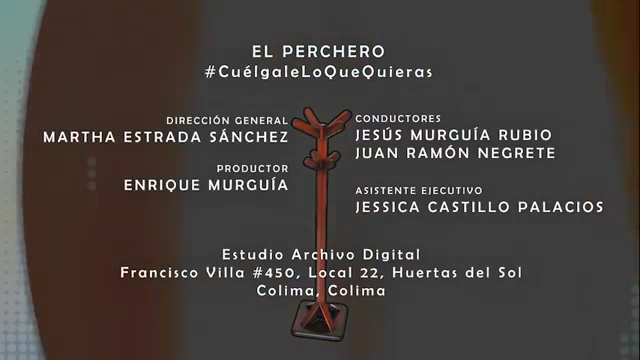 EL PERCHERO
#CuélgaleLoQueQuieras
DIRECCIÓN GENERAL
MARTHA ESTRADA SÁNCHEZ
PRODUCTOR
ENRIQUE MURGUÍA
CONDUCTORES
JESÚS MURGUÍA RUBIO
JUAN RAMÓN NEGRETE
ASISTENTE EJECUTIVO
JESSICA CASTILLO PALACIOS
Estudio Archivo Digital
Francisco Villa #450, Local 22, Huertas del Sol
Colima, Colima